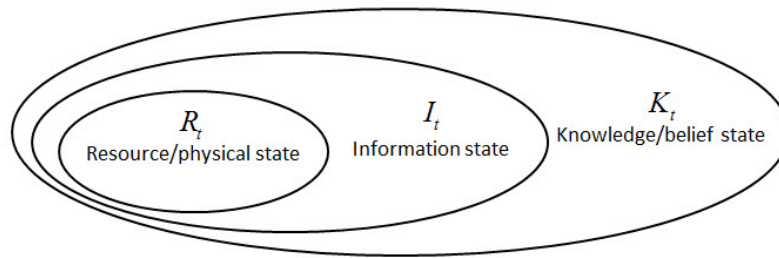 R_t
Resource/physical state
I_t
Information state
K_t
Knowledge/belief state